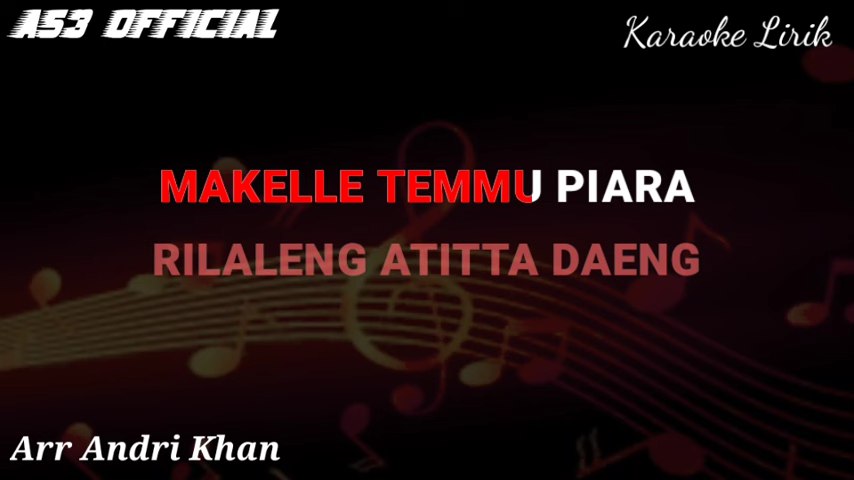 AS3 OFFICIAL
Karaoke Lirik
MAKELLE TEMMU PIARA
RILALENG ATITTA DAENG
Arr Andri Khan